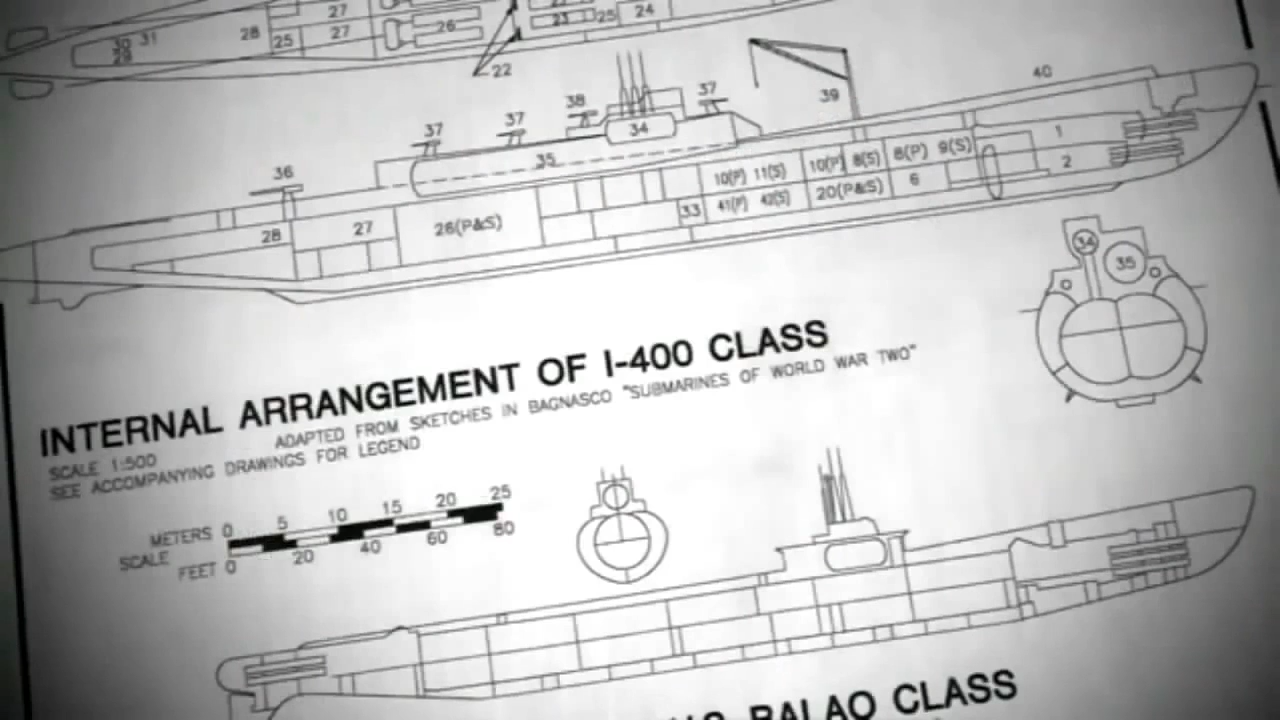 27
30 31 28 27 26 23 25 24
29 25
22
40
37 38 37 39
37 34 1
36 35 10(P) 11(S) 10(P) 8(S) 8(P) 9(S) 2
28 27 26(P&S) 33 41(P) 42(S) 20(P&S) 6
34 35
INTERNAL ARRANGEMENT OF I-400 CLASS
ADAPTED FROM SKETCHES IN BAGNASCO "SUBMARINES OF WORLD WAR TWO"
SCALE 1:500
SEE ACCOMPANYING DRAWINGS FOR LEGEND
METERS 0 5 10 15 20 25
SCALE
FEET 0 20 40 60 80
BALAO CLASS